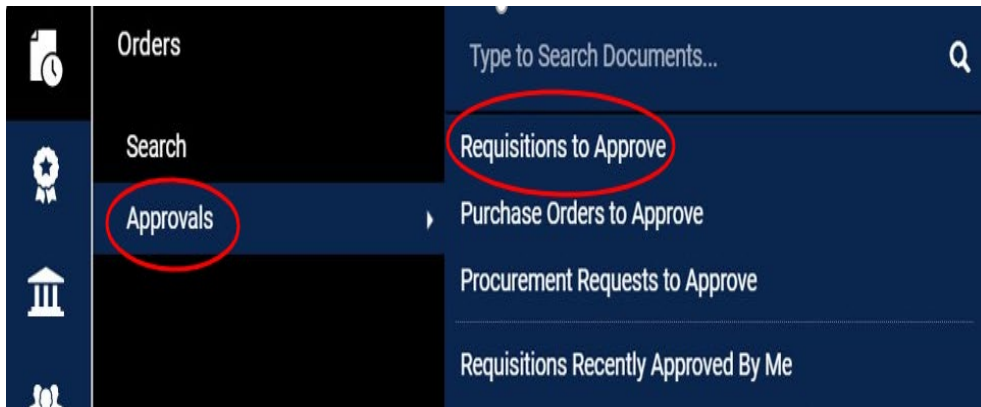 Orders
Type to Search Documents...
Search
Requisitions to Approve
Approvals
Purchase Orders to Approve
Procurement Requests to Approve
Requisitions Recently Approved By Me